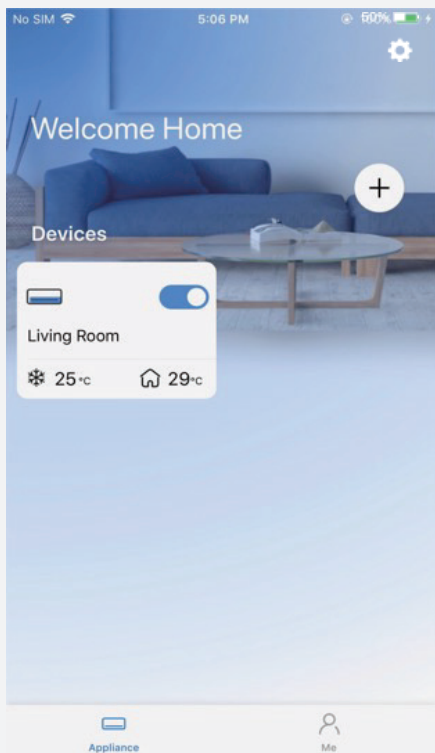 No SIM 5:06 PM
Welcome Home
+
Devices
Living Room
25°C 29°C
Appliance Me